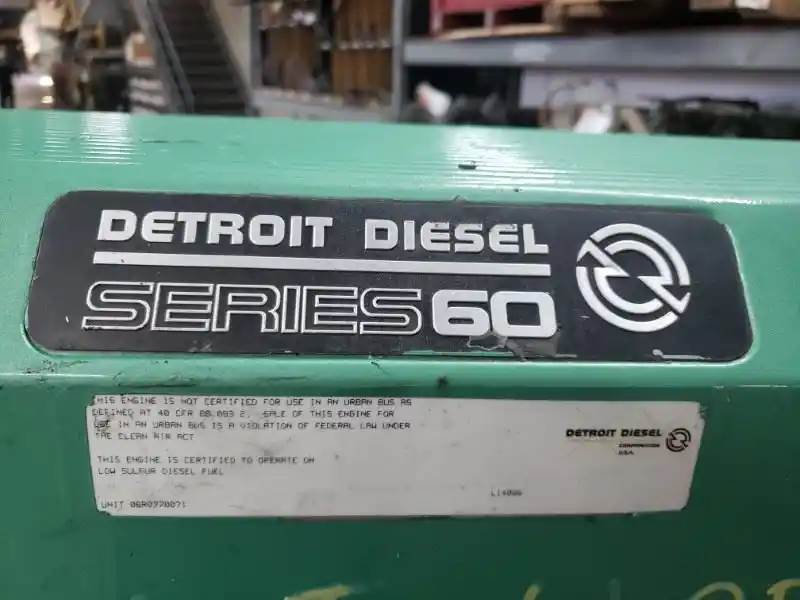 DETROIT DIESEL
SERIES 60
THIS ENGINE IS NOT CERTIFIED FOR USE IN AN URBAN BUS AS
DEFINED AT 40 CFR 86.093 2. SALE OF THIS ENGINE FOR
USE IN AN URBAN BUS IS A VIOLATION OF FEDERAL LAW UNDER
THE CLEAN AIR ACT
THIS ENGINE IS CERTIFIED TO OPERATE ON
LOW SULFUR DIESEL FUEL
UNIT 06R0370071
DETROIT DIESEL
CORPORATION
U.S.A.